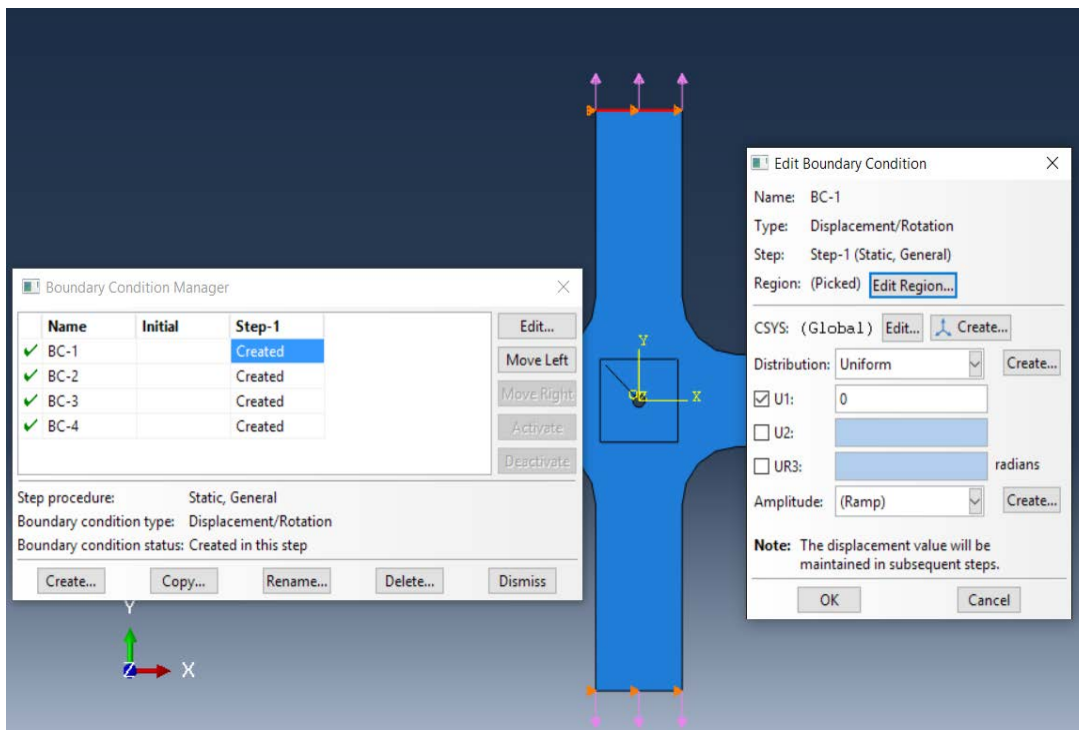 Boundary Condition Manager
Name Initial Step-1
BC-1 Created
BC-2 Created
BC-3 Created
BC-4 Created
Edit...
Move Left
Move Right
Activate
Deactivate
Step procedure: Static, General
Boundary condition type: Displacement/Rotation
Boundary condition status: Created in this step
Create... Copy... Rename... Delete... Dismiss
Y
X
Z
Y
X
Edit Boundary Condition
Name: BC-1
Type: Displacement/Rotation
Step: Step-1 (Static, General)
Region: (Picked) Edit Region...
CSYS: (Global) Edit... Create...
Distribution: Uniform Create...
U1: 0
U2:
UR3: radians
Amplitude: (Ramp) Create...
Note: The displacement value will be
maintained in subsequent steps.
OK Cancel